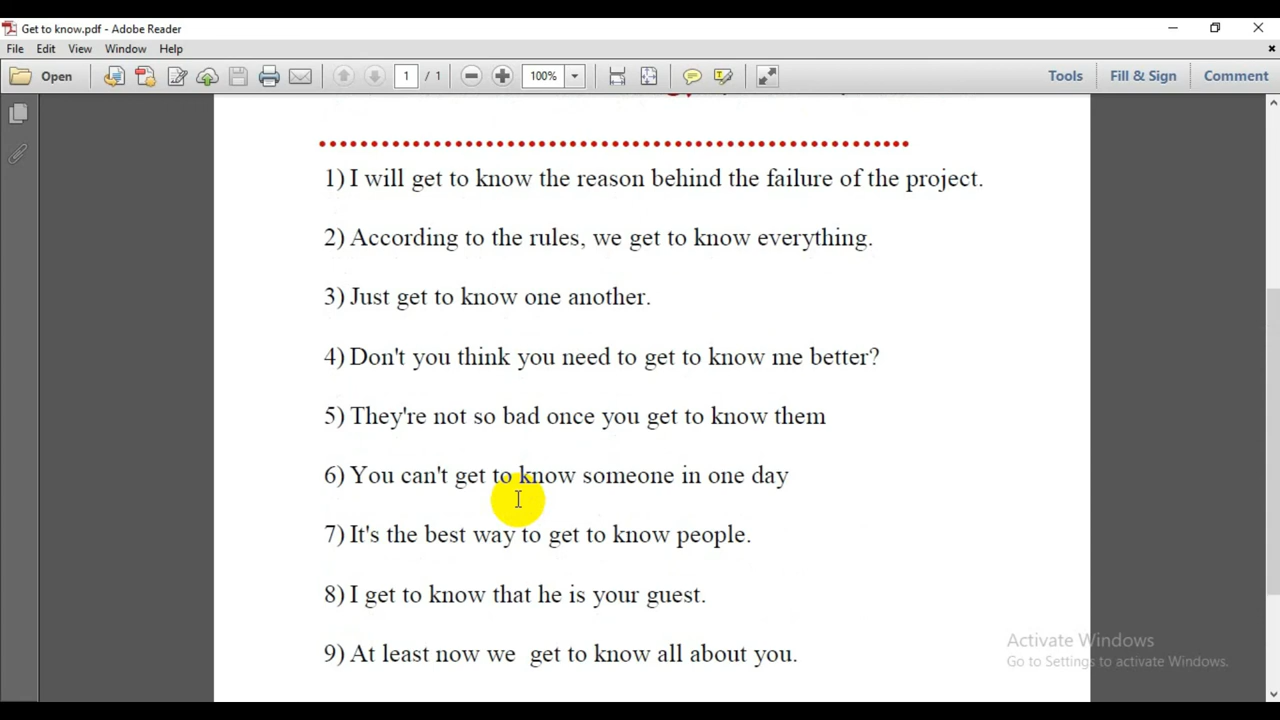 Get to know.pdf - Adobe Reader
File Edit View Window Help
Open 1 / 1 100% Tools Fill & Sign Comment
1) I will get to know the reason behind the failure of the project.
2) According to the rules, we get to know everything.
3) Just get to know one another.
4) Don't you think you need to get to know me better?
5) They're not so bad once you get to know them
6) You can't get to know someone in one day
7) It's the best way to get to know people.
8) I get to know that he is your guest.
9) At least now we get to know all about you.
Activate Windows
Go to Settings to activate Windows.